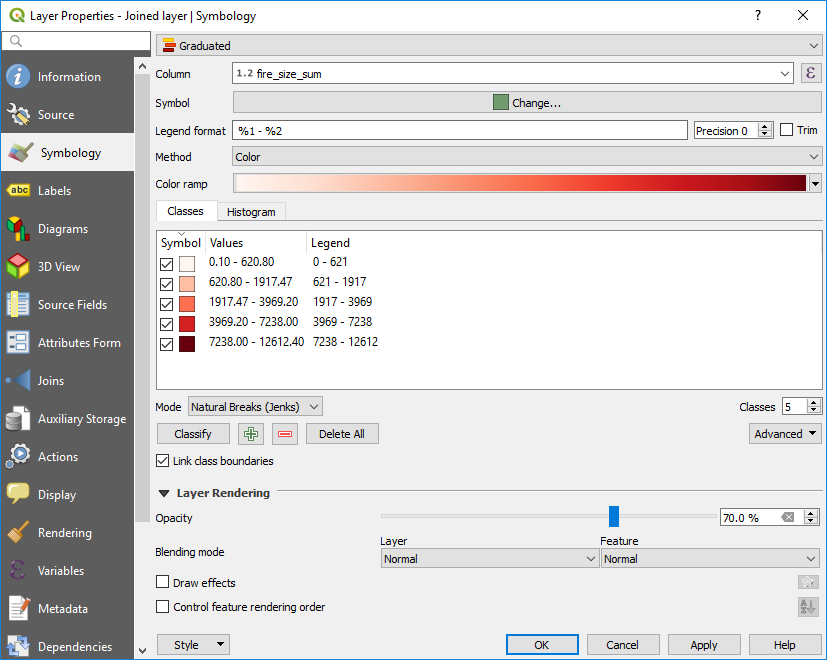 Layer Properties - Joined layer | Symbology
?
Information
Source
Symbology
abc Labels
Diagrams
3D View
Source Fields
Attributes Form
Joins
Auxiliary Storage
Actions
Display
Rendering
Variables
Metadata
Dependencies
Graduated
Column 1.2 fire_size_sum ε
Symbol Change...
Legend format %1 - %2 Precision 0 Trim
Method Color
Color ramp
Classes Histogram
Symbol Values Legend
0.10 - 620.80 0 - 621
620.80 - 1917.47 621 - 1917
1917.47 - 3969.20 1917 - 3969
3969.20 - 7238.00 3969 - 7238
7238.00 - 12612.40 7238 - 12612
Mode Natural Breaks (Jenks) Classes 5
Classify Delete All Advanced
Link class boundaries
Layer Rendering
Opacity 70.0 %
Layer Feature
Blending mode Normal Normal
Draw effects
Control feature rendering order
Style OK Cancel Apply Help